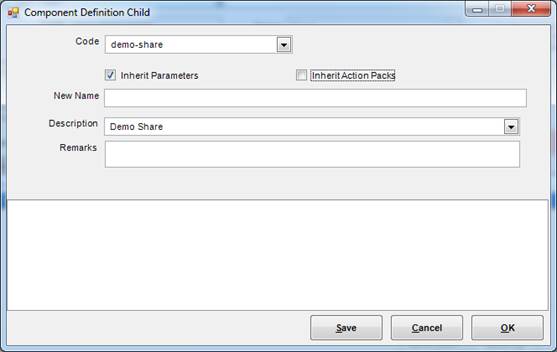 Component Definition Child
Code demo-share
Inherit Parameters Inherit Action Packs
New Name
Description Demo Share
Remarks
Save Cancel OK